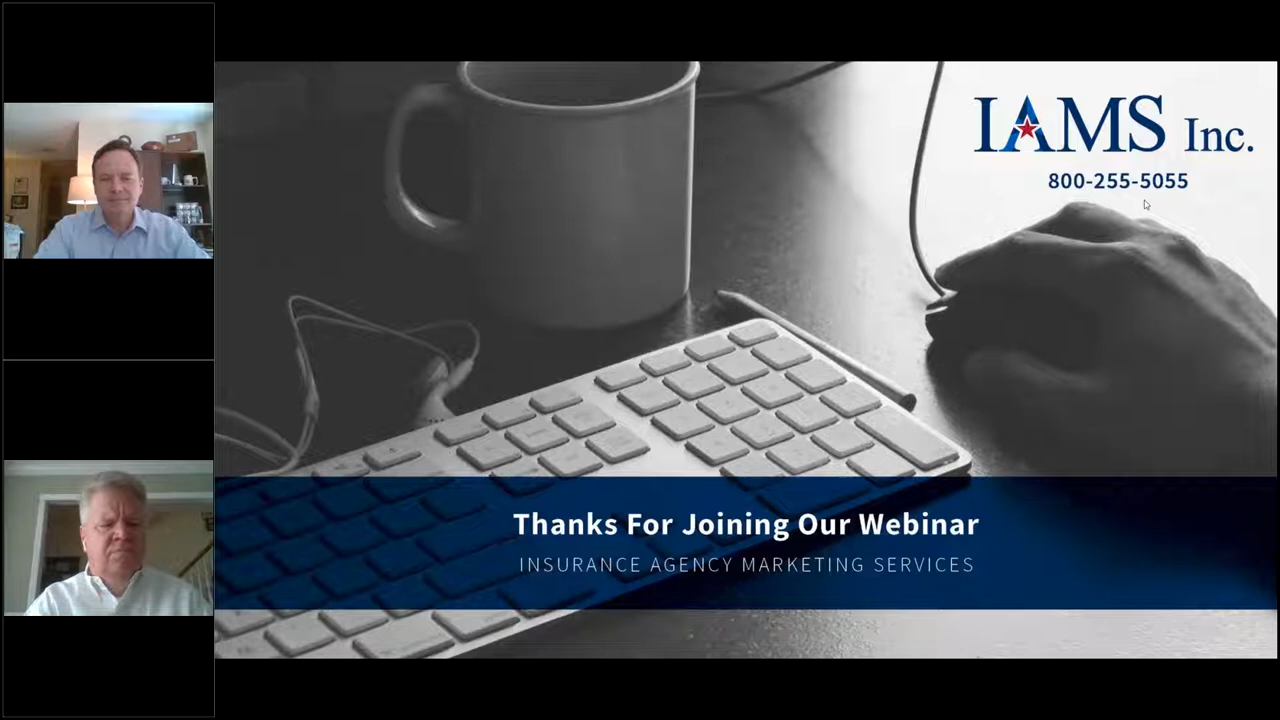 IAMS Inc.
800-255-5055
Thanks For Joining Our Webinar
INSURANCE AGENCY MARKETING SERVICES